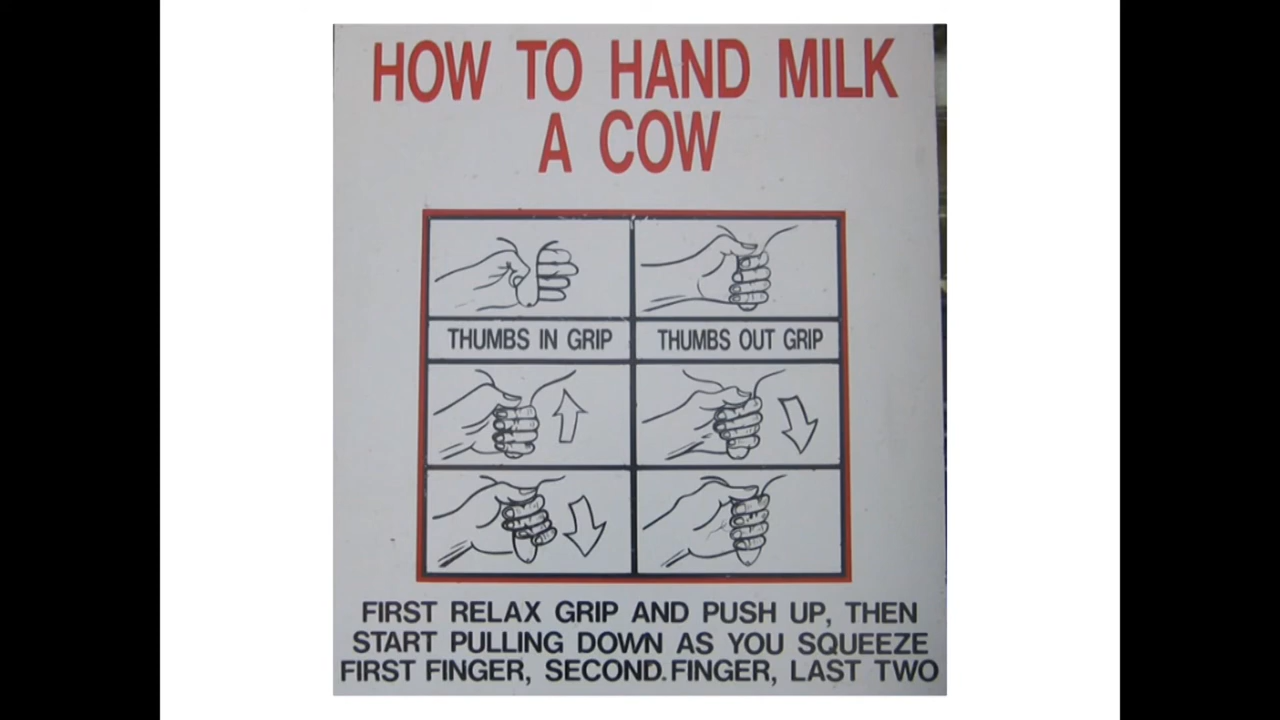 HOW TO HAND MILK
A COW
THUMBS IN GRIP
THUMBS OUT GRIP
FIRST RELAX GRIP AND PUSH UP, THEN
START PULLING DOWN AS YOU SQUEEZE
FIRST FINGER, SECOND.FINGER, LAST TWO